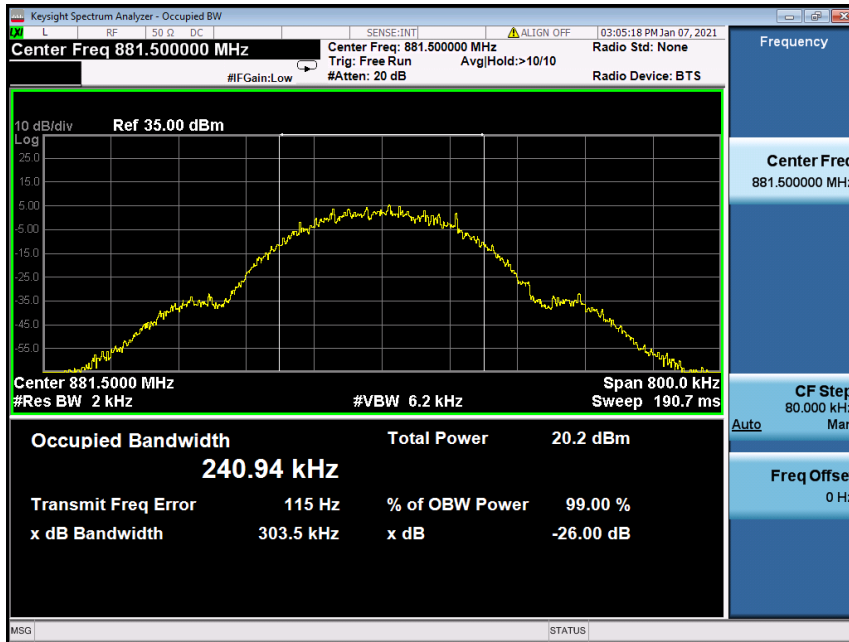 Keysight Spectrum Analyzer - Occupied BW
LXI L RF 50 Ω DC SENSE:INT ALIGN OFF 03:05:18 PM Jan 07, 2021
Center Freq 881.500000 MHz
Center Freq: 881.500000 MHz
Radio Std: None
Trig: Free Run Avg|Hold:>10/10
#IFGain:Low
#Atten: 20 dB
Radio Device: BTS
10 dB/div Ref 35.00 dBm
Log
25.0
15.0
5.00
-5.00
-15.0
-25.0
-35.0
-45.0
-55.0
Center 881.5000 MHz Span 800.0 kHz
#Res BW 2 kHz #VBW 6.2 kHz Sweep 190.7 ms
Occupied Bandwidth Total Power 20.2 dBm
240.94 kHz
Transmit Freq Error 115 Hz % of OBW Power 99.00 %
x dB Bandwidth 303.5 kHz x dB -26.00 dB
Frequency
Center Fre
881.500000 MH
CF Step
80.000 kH
Auto Ma
Freq Offse
0 H
MSG STATUS